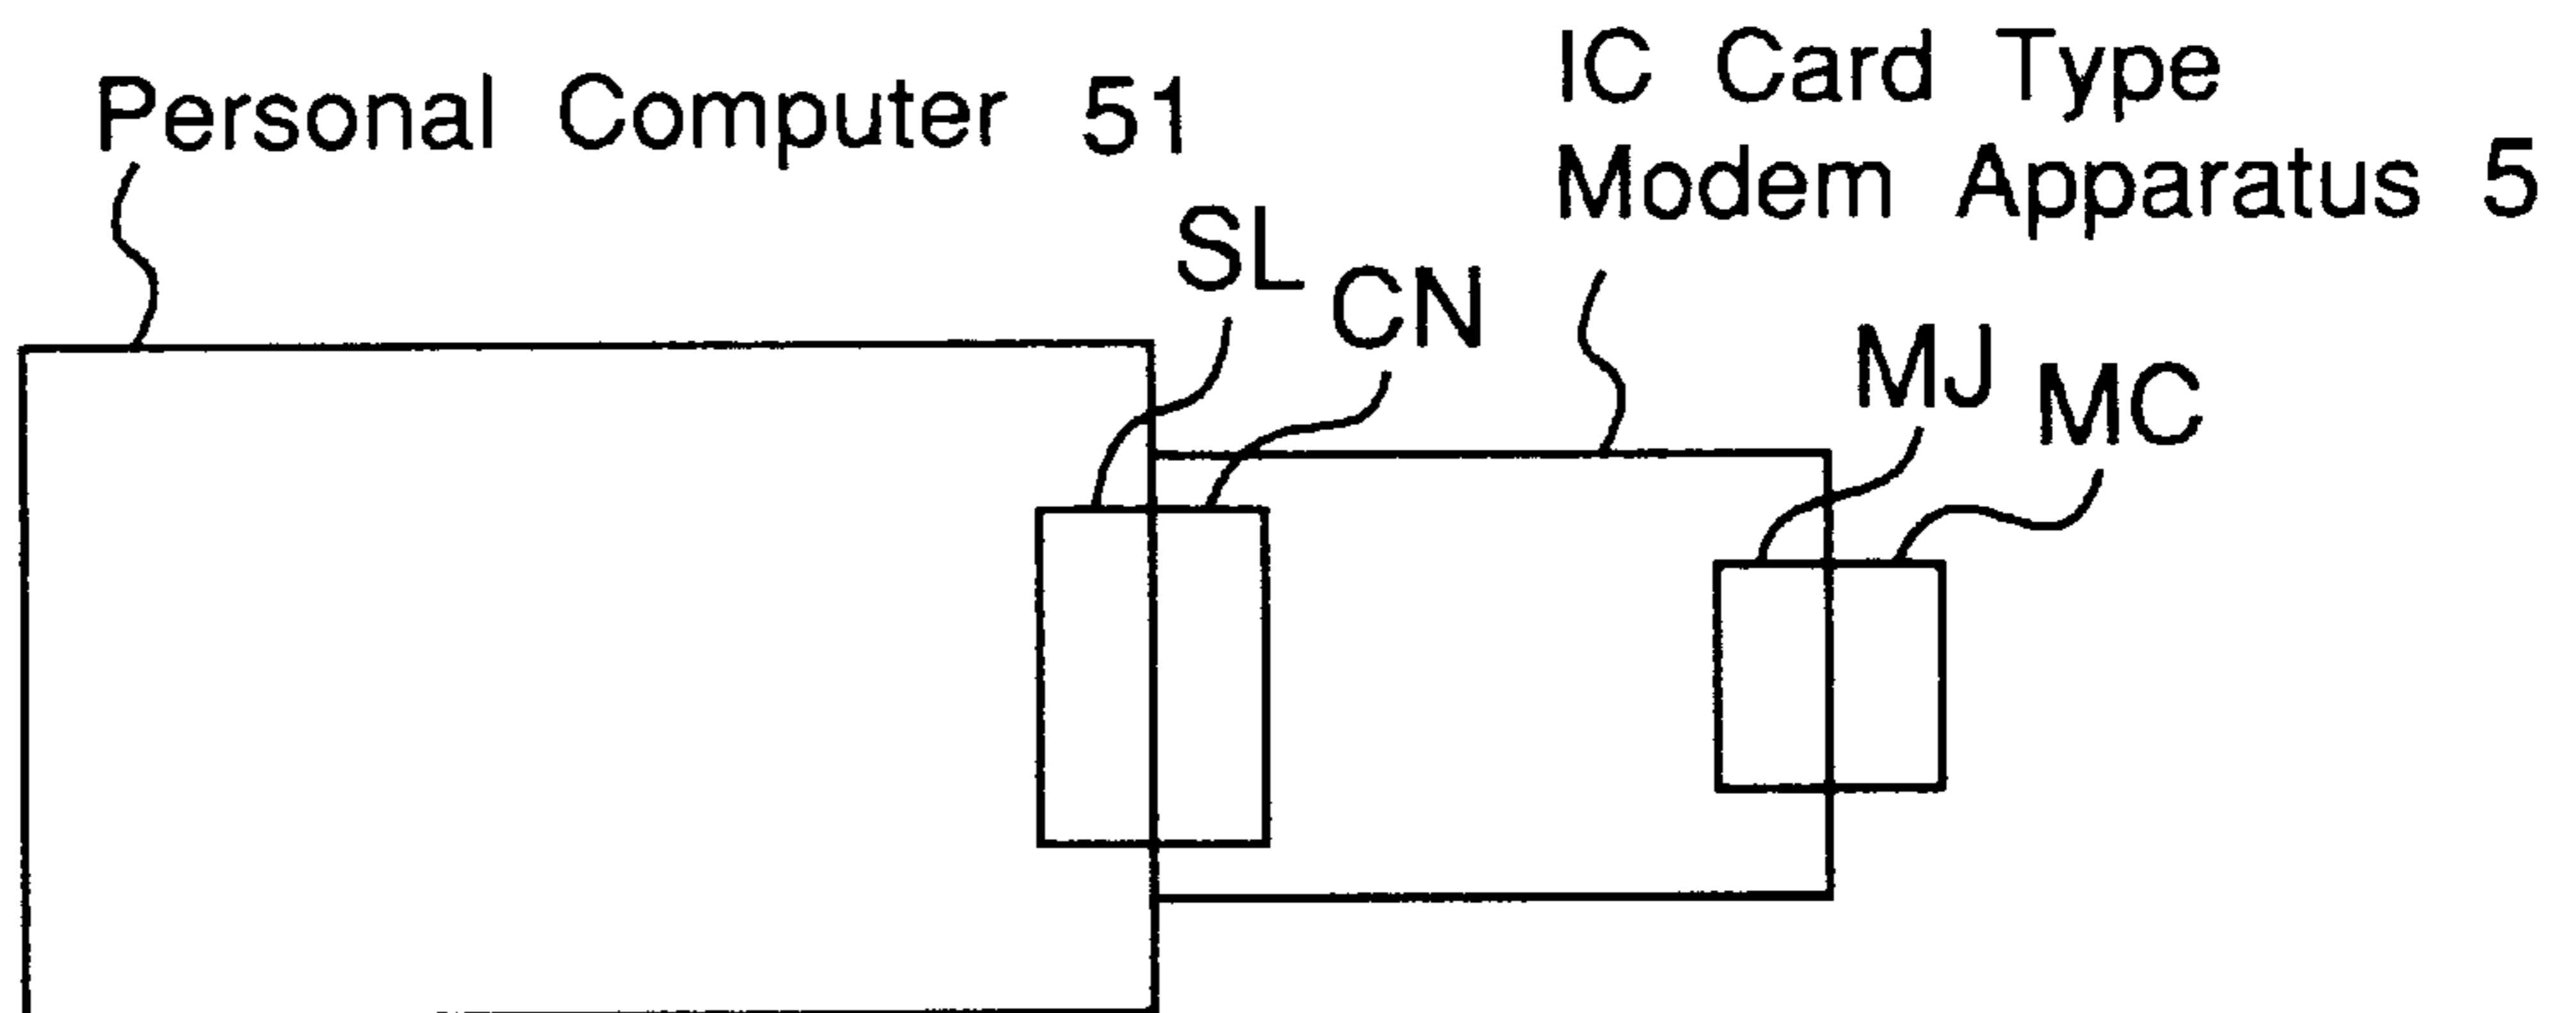 Personal Computer 51
IC Card Type
Modem Apparatus 5
SL
CN
MJ
MC